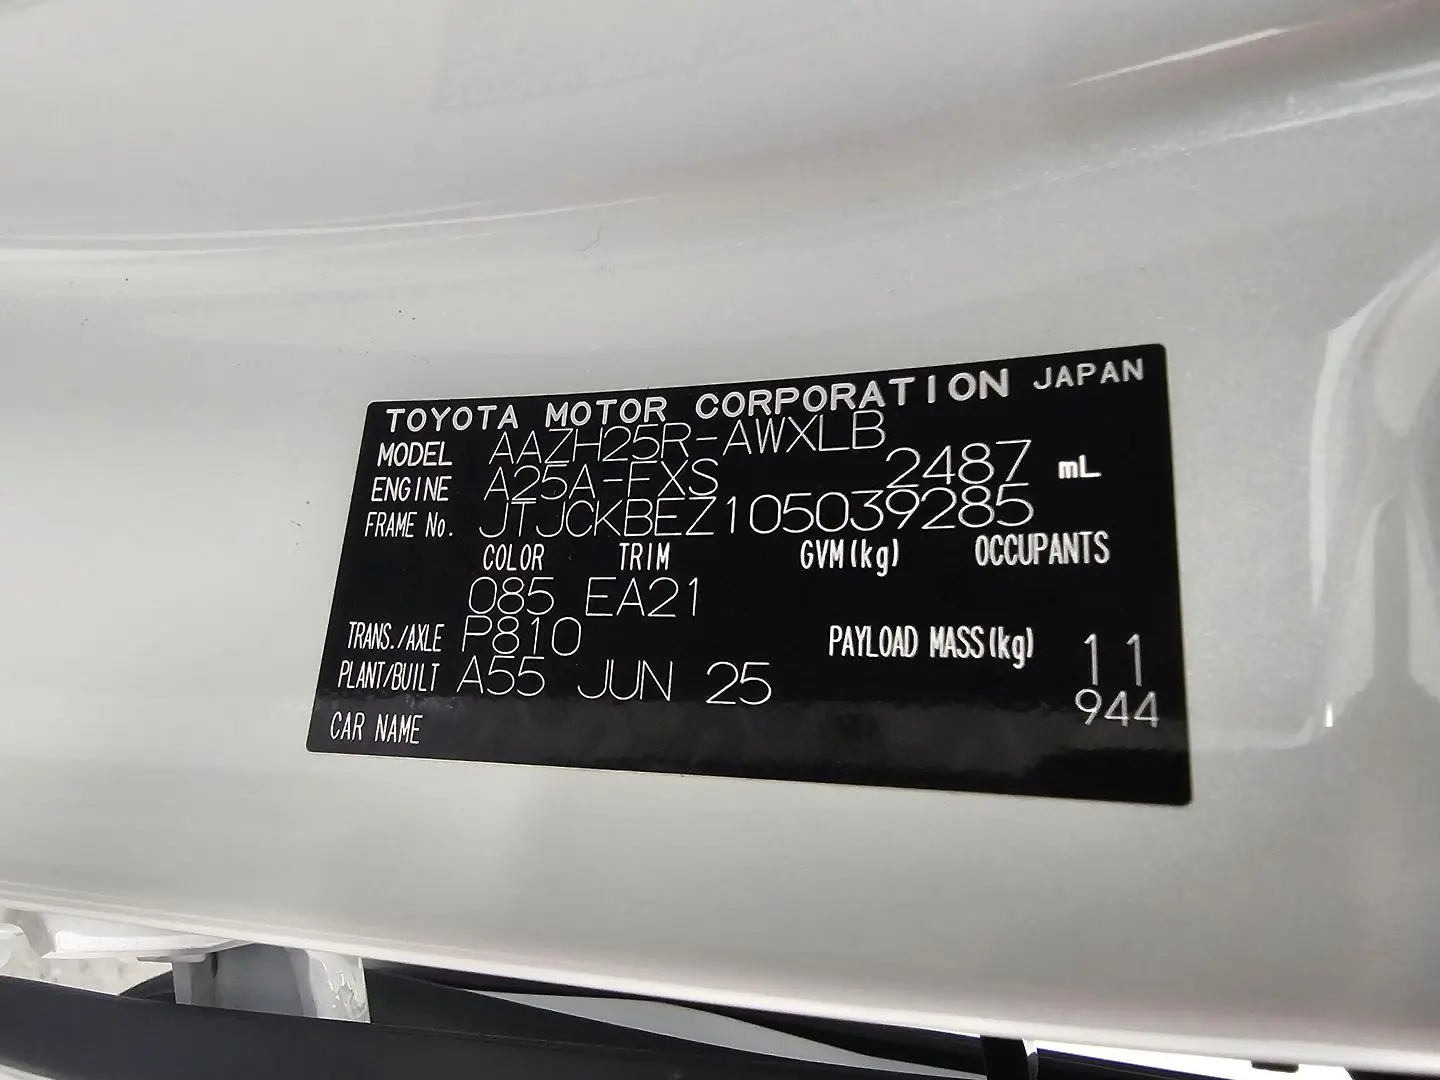 TOYOTA MOTOR CORPORATION JAPAN
MODEL AAZH25R-AWXLB
ENGINE A25A-FXS 2487 mL
FRAME No. JTJCKBEZ105039285
COLOR TRIM GVM(kg) OCCUPANTS
085 EA21
TRANS./AXLE P810 PAYLOAD MASS(kg) 11
PLANT/BUILT A55 JUN 25 944
CAR NAME